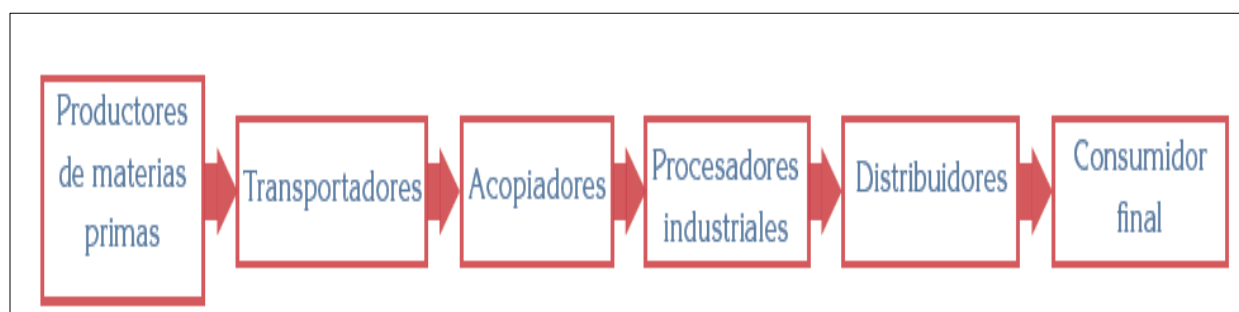 Productores
de materias
primas
Transportadores
Acopiadores
Procesadores
industriales
Distribuidores
Consumidor
final